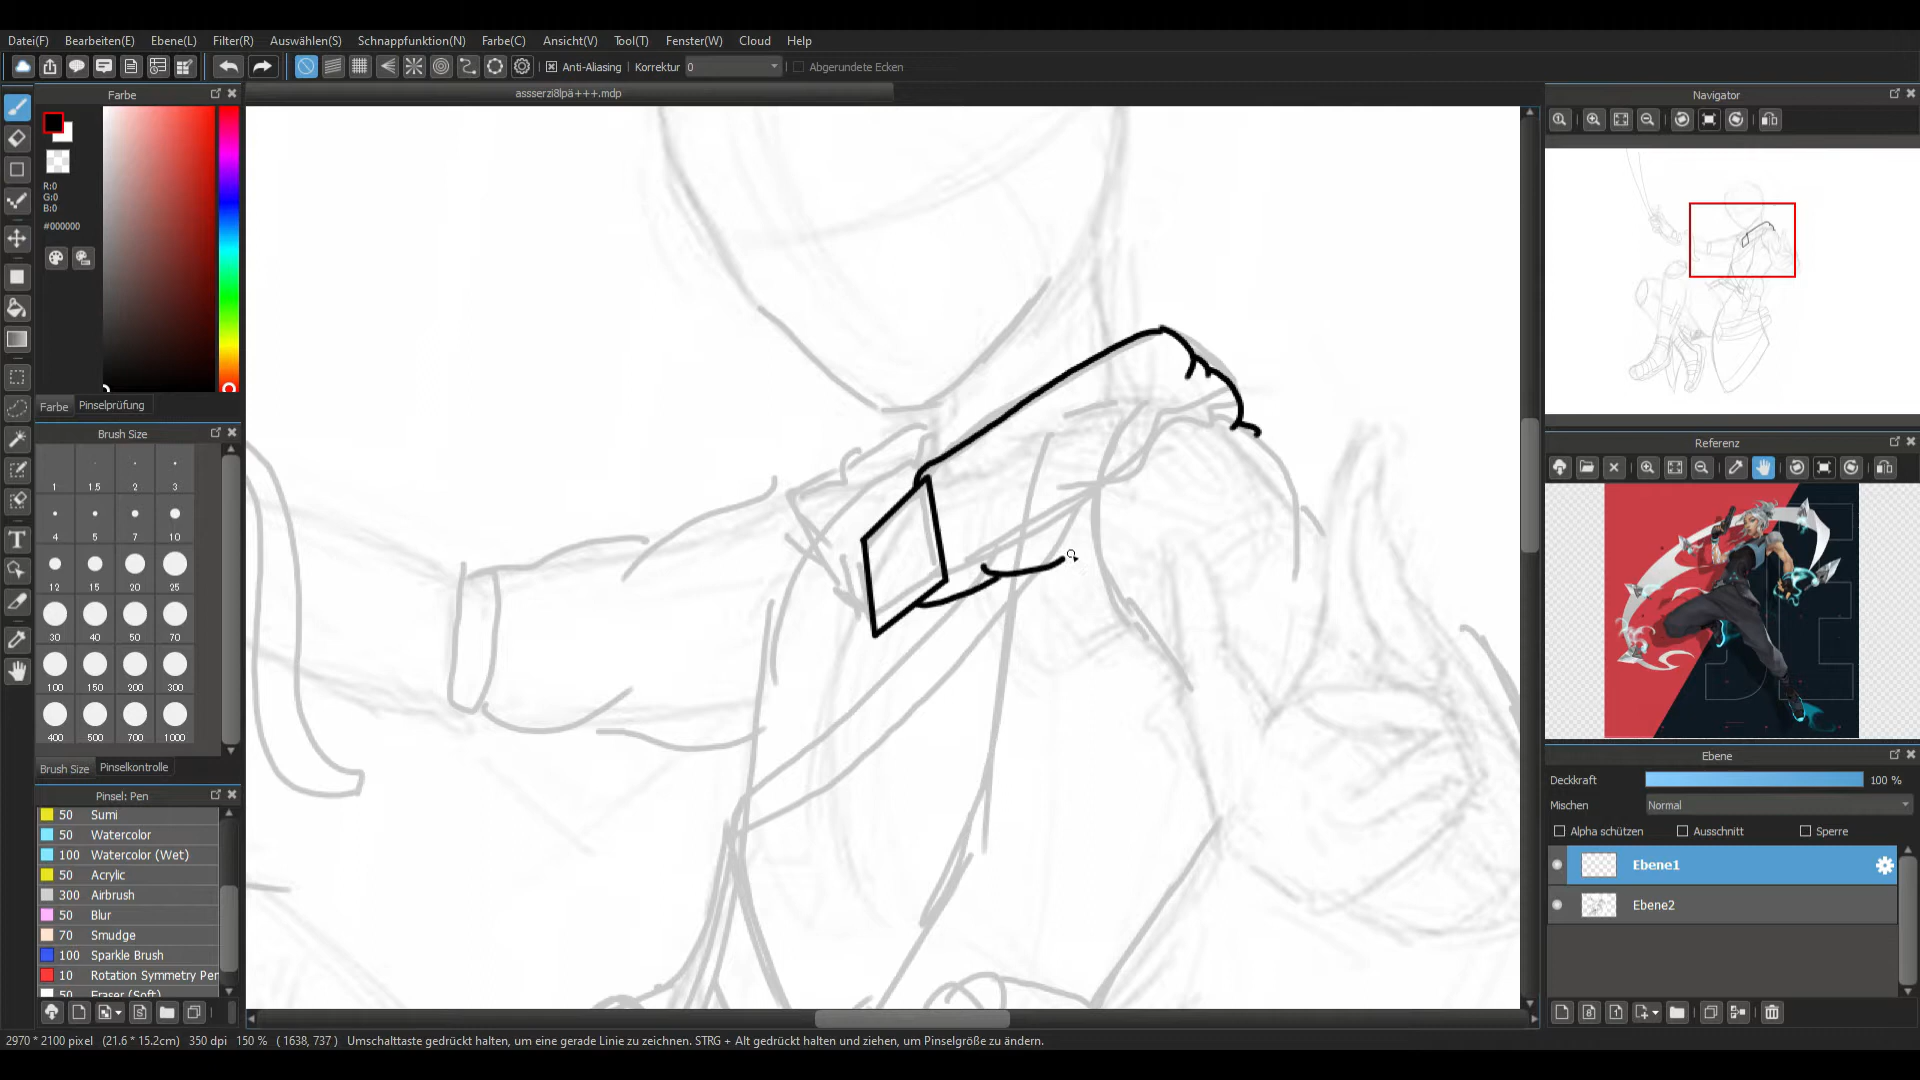 Datei(F) Bearbeiten(E) Ebene(L) Filter(R) Auswählen(S) Schnappfunktion(N) Farbe(C) Ansicht(V) Tool(T) Fenster(W) Cloud Help
Anti-Aliasing Korrektur 0 Abgerundete Ecken
Farbe
assserzi8lpä+++.mdp
Navigator
R:0
G:0
B:0
#000000
Farbe Pinselprüfung
Brush Size
1 1.5 2 3
4 5 7 10
12 15 20 25
30 40 50 70
100 150 200 300
400 500 700 1000
Brush Size Pinselkontrolle
Pinsel: Pen
50 Sumi
50 Watercolor
100 Watercolor (Wet)
50 Acrylic
300 Airbrush
50 Blur
70 Smudge
100 Sparkle Brush
10 Rotation Symmetry Per
50 Eraser (Soft)
Referenz
Ebene
Deckkraft 100 %
Mischen Normal
Alpha schützen Ausschnitt Sperre
Ebene1
Ebene2
2970 * 2100 pixel (21.6 * 15.2cm) 350 dpi 150 % ( 1638, 737 ) Umschalttaste gedrückt halten, um eine gerade Linie zu zeichnen. STRG + Alt gedrückt halten und ziehen, um Pinselgröße zu ändern.